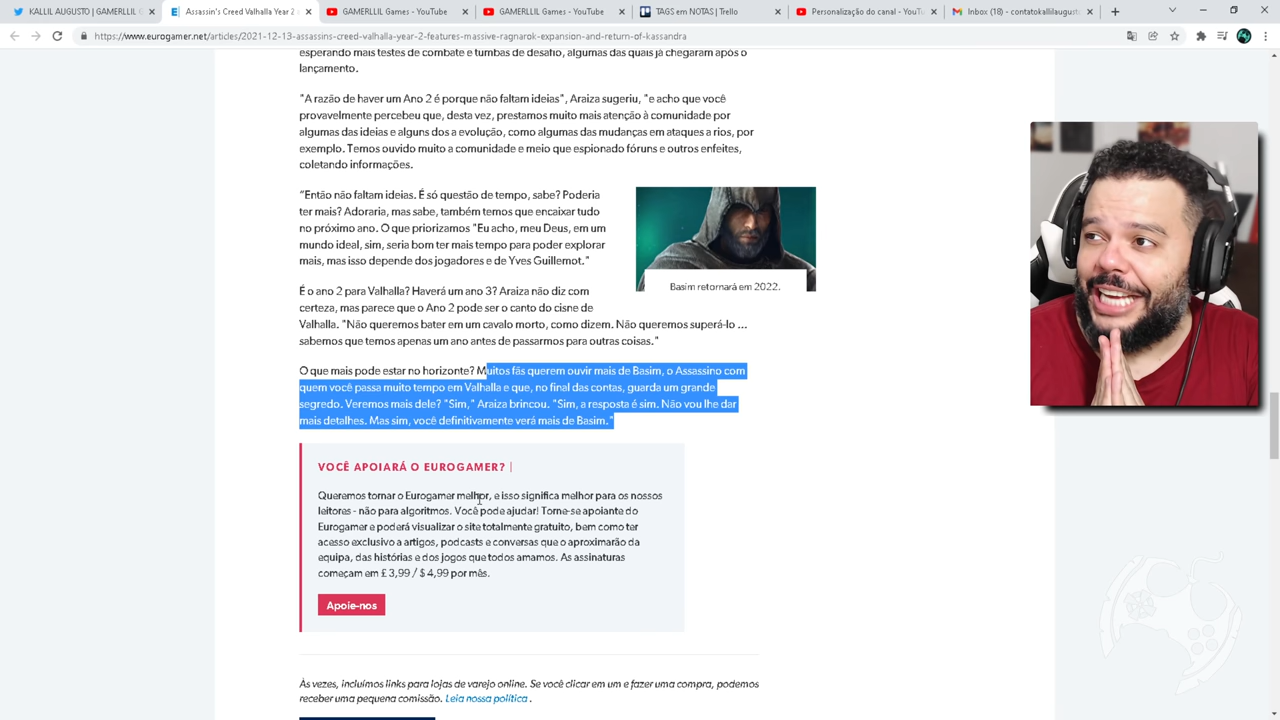 KALLIL AUGUSTO | GAMERLLIL G
Assassin's Creed Valhalla Year 2
GAMERLLIL Games - YouTube
GAMERLLIL Games - YouTube
TAGS em NOTAS | Trello
Personalização do canal - YouTu
Inbox (18) - contatokallilaugust
https://www.eurogamer.net/articles/2021-12-13-assassins-creed-valhalla-year-2-features-massive-ragnarok-expansion-and-return-of-kassandra
esperando mais testes de combate e tumbas de desafio, algumas das quais já chegaram após o
lançamento.
"A razão de haver um Ano 2 é porque não faltam ideias", Araiza sugeriu, "e acho que você
provavelmente percebeu que, desta vez, prestamos muito mais atenção à comunidade por
algumas das ideias e alguns dos a evolução, como algumas das mudanças em ataques a rios, por
exemplo. Temos ouvido muito a comunidade e meio que espionado fóruns e outros enfeites,
coletando informações.
“Então não faltam ideias. É só questão de tempo, sabe? Poderia
ter mais? Adoraria, mas sabe, também temos que encaixar tudo
no próximo ano. O que priorizamos "Eu acho, meu Deus, em um
mundo ideal, sim, seria bom ter mais tempo para poder explorar
mais, mas isso depende dos jogadores e de Yves Guillemot."
Basim retornará em 2022.
É o ano 2 para Valhalla? Haverá um ano 3? Araiza não diz com
certeza, mas parece que o Ano 2 pode ser o canto do cisne de
Valhalla. "Não queremos bater em um cavalo morto, como dizem. Não queremos superá-lo ...
sabemos que temos apenas um ano antes de passarmos para outras coisas."
O que mais pode estar no horizonte? Muitos fãs querem ouvir mais de Basim, o Assassino com
quem você passa muito tempo em Valhalla e que, no final das contas, guarda um grande
segredo. Veremos mais dele? "Sim," Araiza brincou. "Sim, a resposta é sim. Não vou lhe dar
mais detalhes. Mas sim, você definitivamente verá mais de Basim."
VOCÊ APOIARÁ O EUROGAMER? |
Queremos tornar o Eurogamer melhor, e isso significa melhor para os nossos
leitores - não para algoritmos. Você pode ajudar! Torne-se apoiante do
Eurogamer e poderá visualizar o site totalmente gratuito, bem como ter
acesso exclusivo a artigos, podcasts e conversas que o aproximarão da
equipa, das histórias e dos jogos que todos amamos. As assinaturas
começam em £ 3,99 / $ 4,99 por mês.
Apoie-nos
Às vezes, incluímos links para lojas de varejo online. Se você clicar em um e fazer uma compra, podemos
receber uma pequena comissão. Leia nossa política .